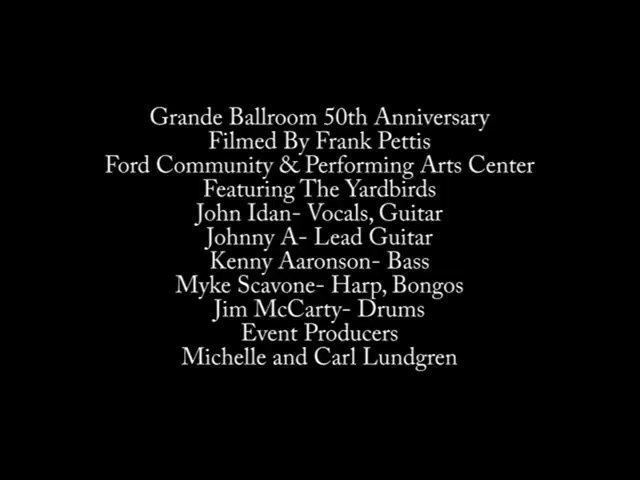 Grande Ballroom 50th Anniversary
Filmed By Frank Pettis
Ford Community & Performing Arts Center
Featuring The Yardbirds
John Idan- Vocals, Guitar
Johnny A- Lead Guitar
Kenny Aaronson- Bass
Myke Scavone- Harp, Bongos
Jim McCarty- Drums
Event Producers
Michelle and Carl Lundgren